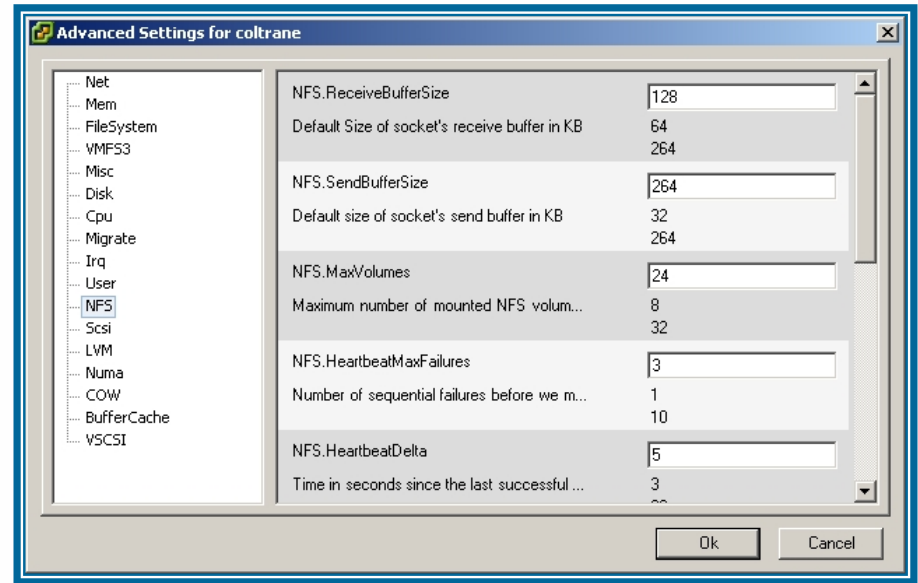 Advanced Settings for coltrane
Net
Mem
FileSystem
VMFS3
Misc
Disk
Cpu
Migrate
Irq
User
NFS
Scsi
LVM
Numa
COW
BufferCache
VSCSI
NFS.ReceiveBufferSize 128
Default Size of socket's receive buffer in KB 64
264
NFS.SendBufferSize 264
Default size of socket's send buffer in KB 32
264
NFS.MaxVolumes 24
Maximum number of mounted NFS volum... 8
32
NFS.HeartbeatMaxFailures 3
Number of sequential failures before we m... 1
10
NFS.HeartbeatDelta 5
Time in seconds since the last successful ... 3
Ok Cancel